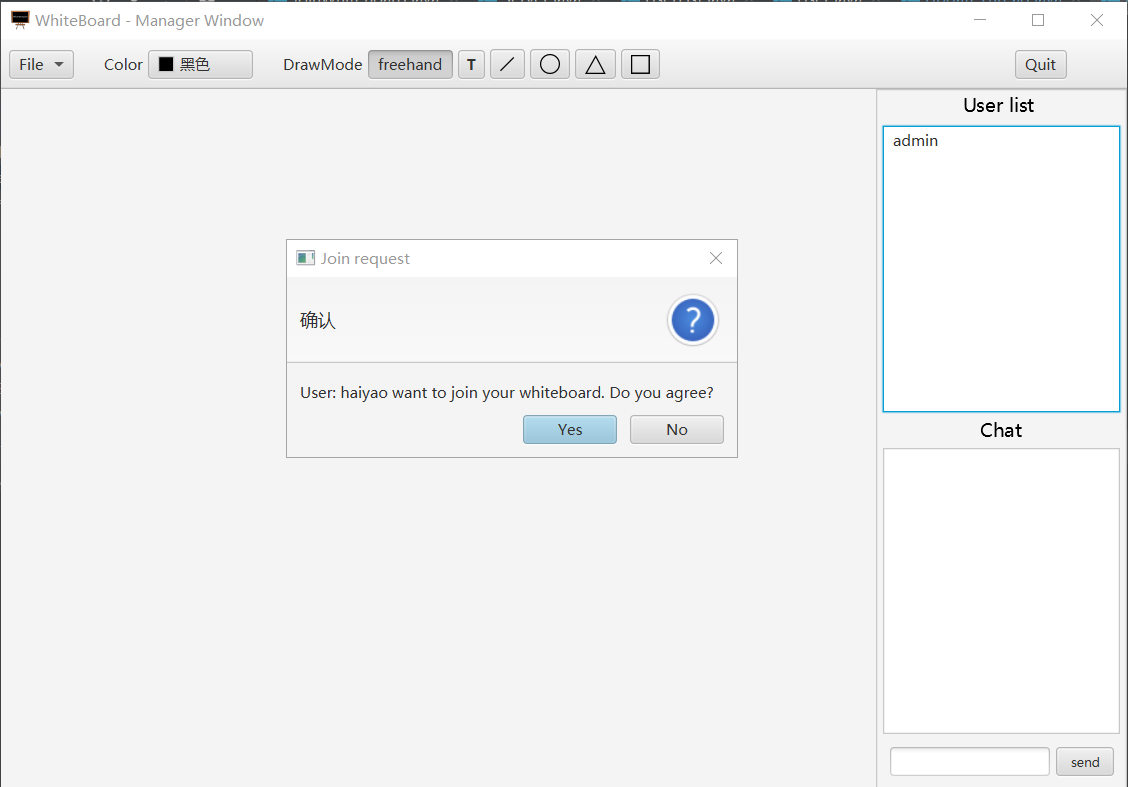 WhiteBoard - Manager Window
File Color 黑色 DrawMode freehand T Quit
User list
admin
Join request
确认
?
User: haiyao want to join your whiteboard. Do you agree?
Yes No
Chat
send